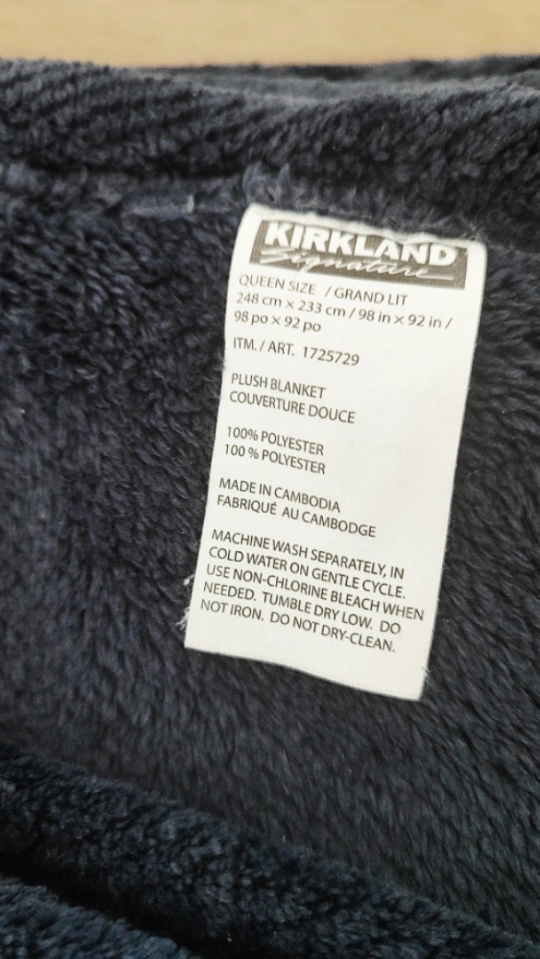 KIRKLAND
Signature
QUEEN SIZE / GRAND LIT
248 cm x 233 cm / 98 in x 92 in /
98 po x 92 po
ITM. / ART. 1725729
PLUSH BLANKET
COUVERTURE DOUCE
100% POLYESTER
100 % POLYESTER
MADE IN CAMBODIA
FABRIQUÉ AU CAMBODGE
MACHINE WASH SEPARATELY, IN
COLD WATER ON GENTLE CYCLE.
USE NON-CHLORINE BLEACH WHEN
NEEDED. TUMBLE DRY LOW. DO
NOT IRON. DO NOT DRY-CLEAN.